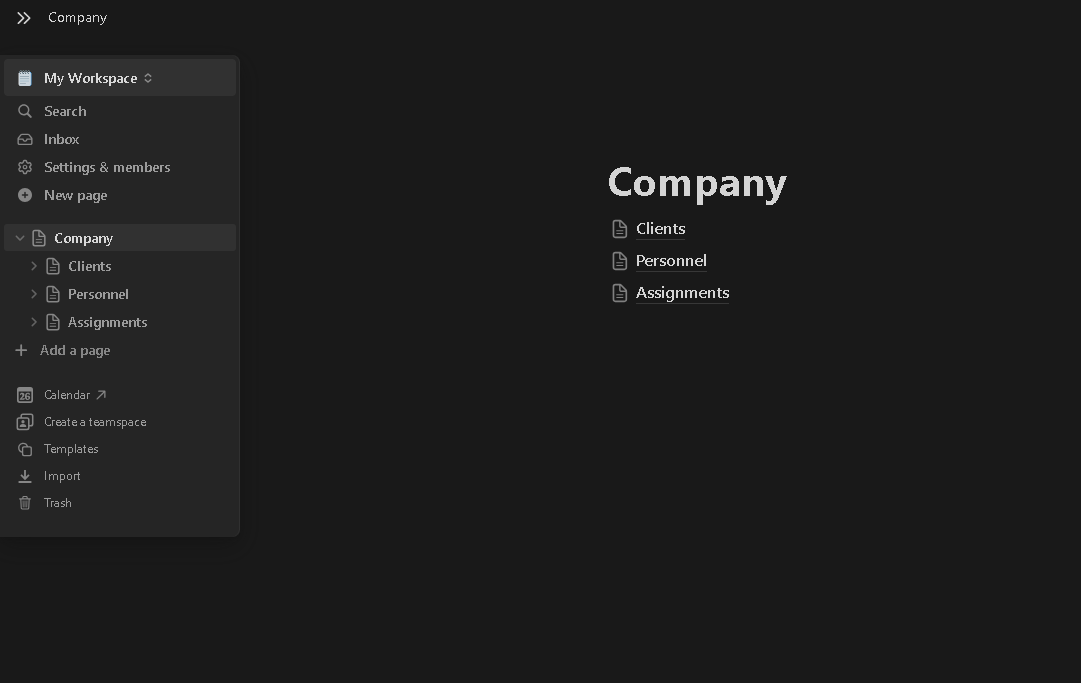 Company
My Workspace
Search
Inbox
Settings & members
New page
Company
Clients
Personnel
Assignments
Add a page
26 Calendar
Create a teamspace
Templates
Import
Trash
Company
Clients
Personnel
Assignments